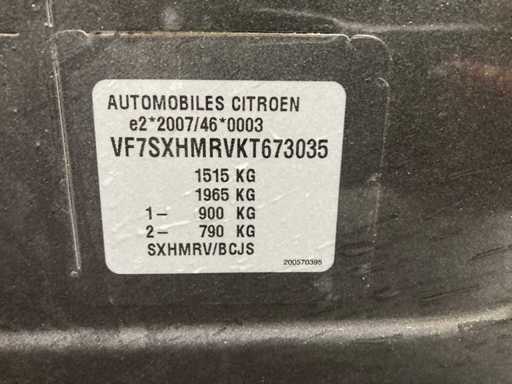 AUTOMOBILES CITROEN
e2*2007/46*0003
VF7SXHMRVKT673035
1515 KG
1965 KG
1- 900 KG
2- 790 KG
SXHMRV/BCJS
200570395